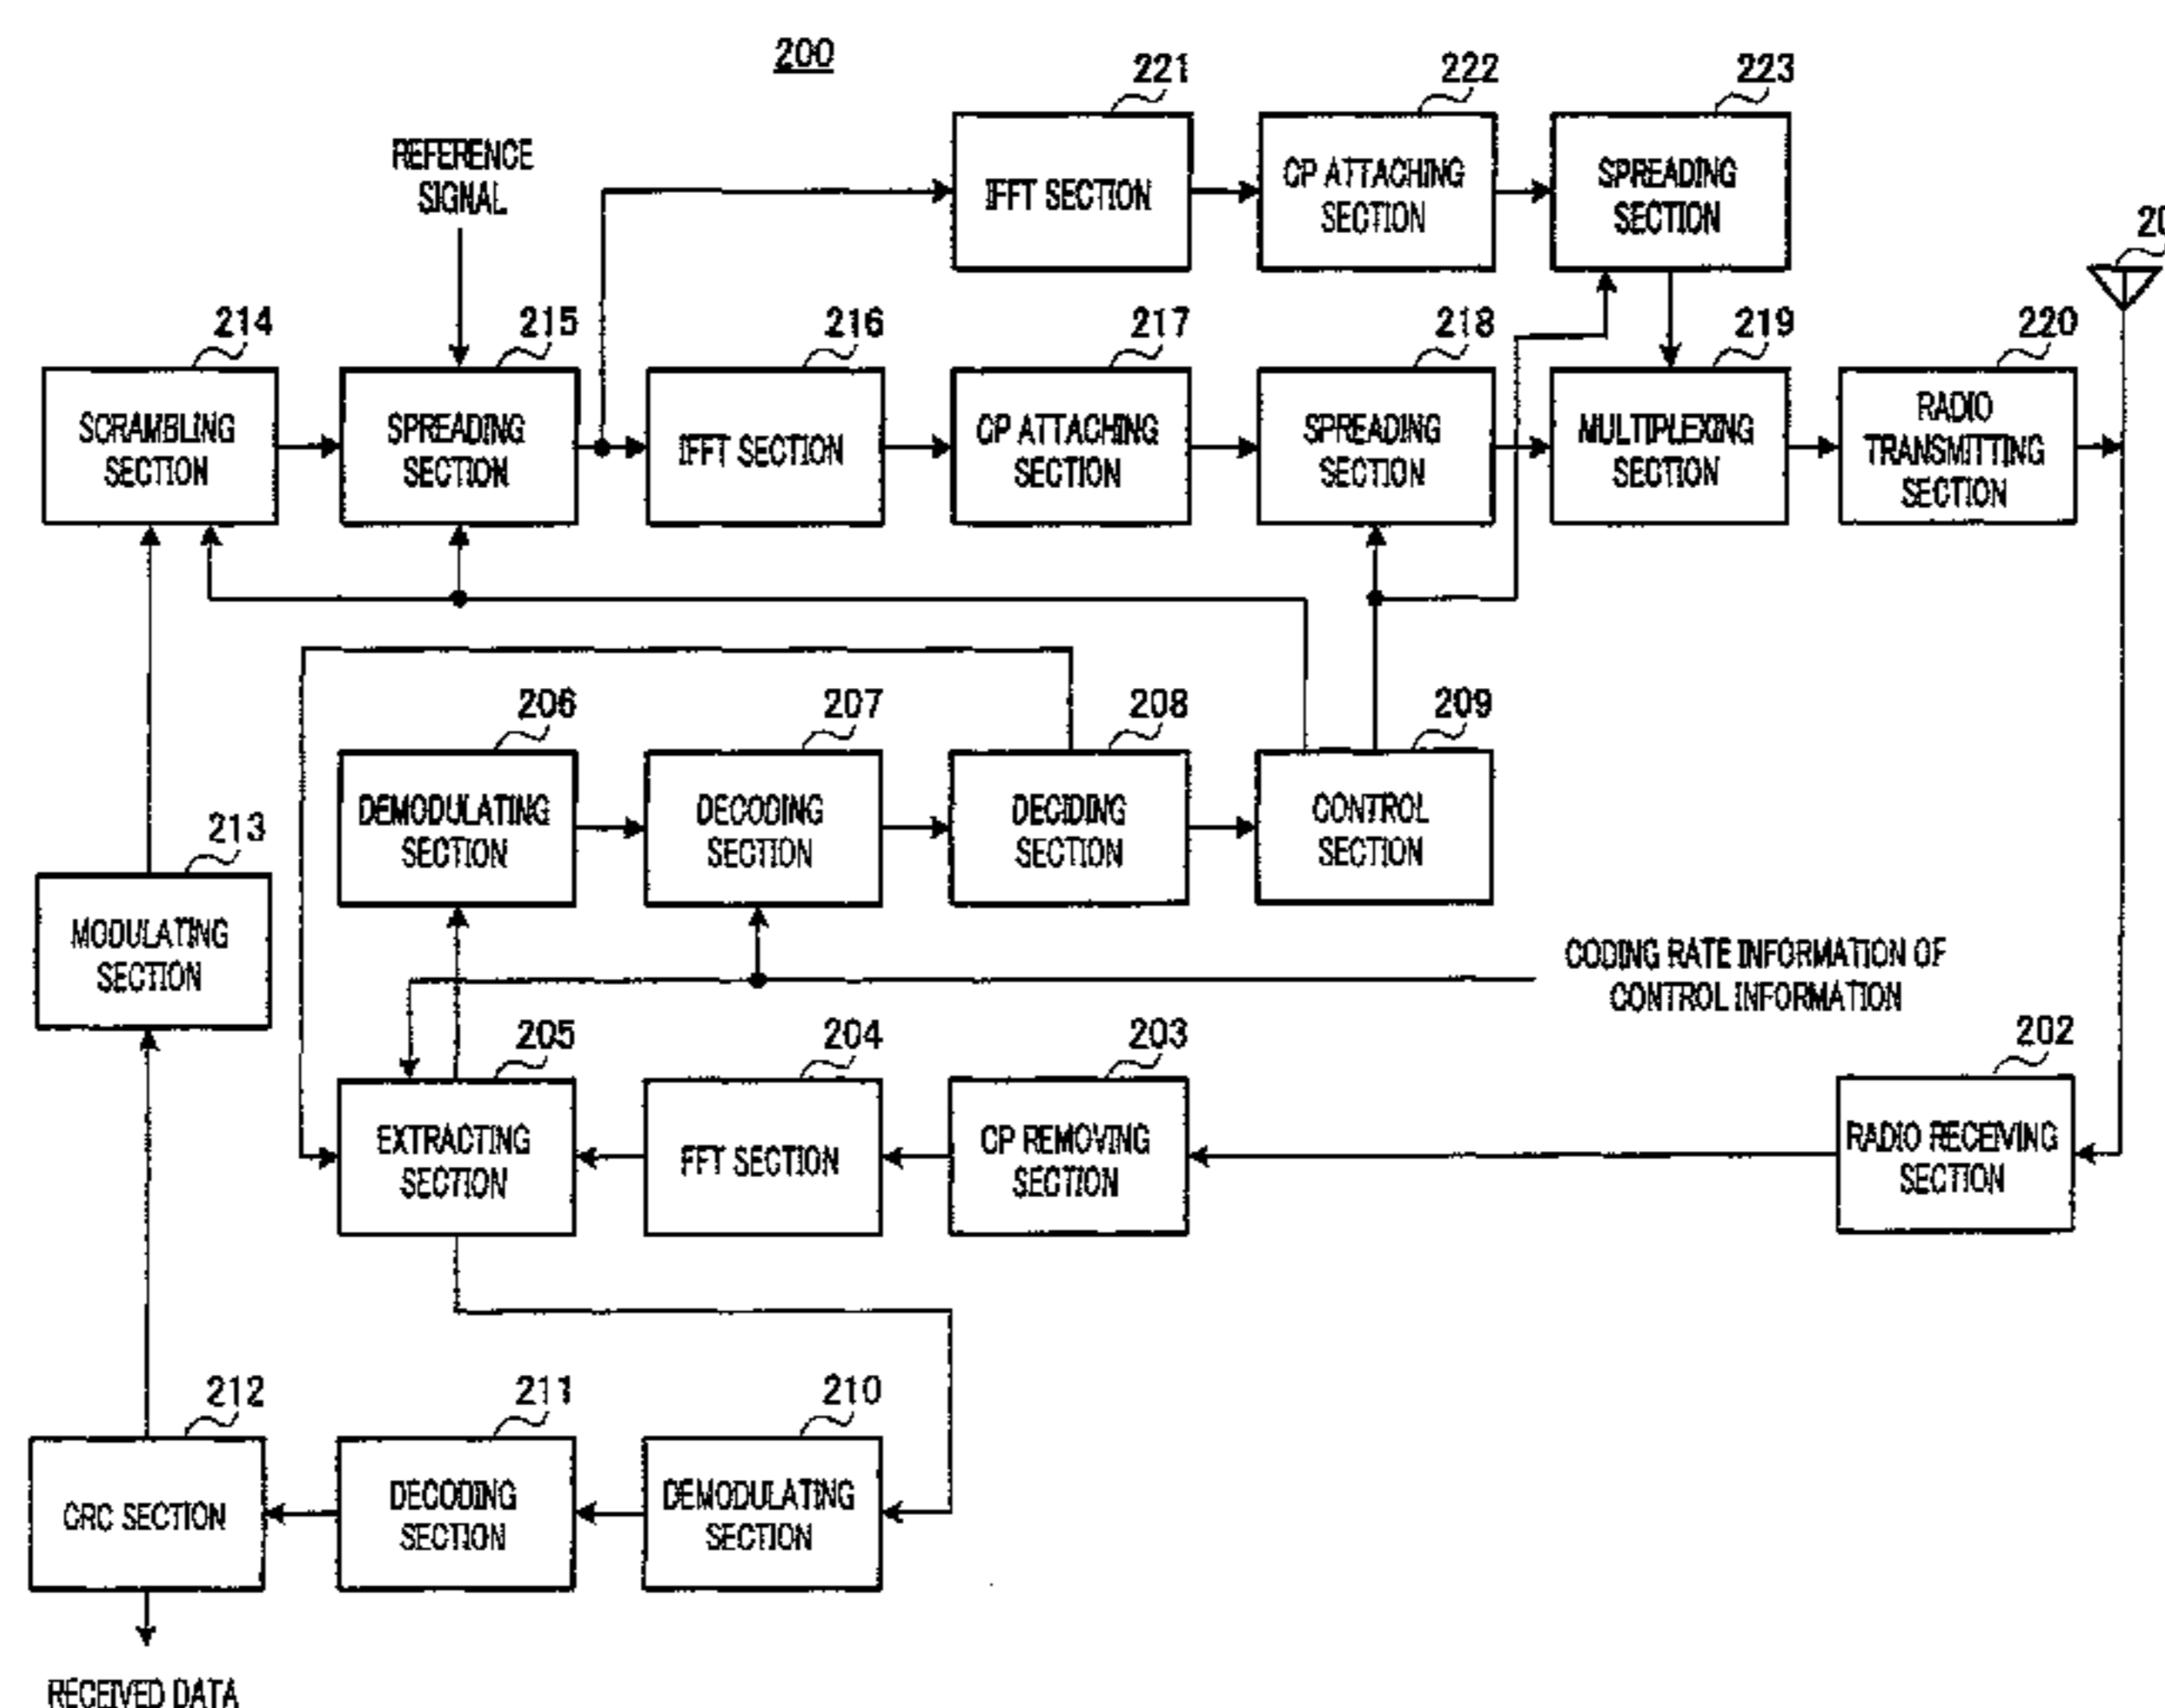 200
221
222
223
REFERENCE
SIGNAL
IFFT SECTION
CP ATTACHING
SECTION
SPREADING
SECTION
214
215
216
217
218
219
220
SCRAMBLING
SECTION
SPREADING
SECTION
IFFT SECTION
CP ATTACHING
SECTION
SPREADING
SECTION
MULTIPLEXING
SECTION
RADIO
TRANSMITTING
SECTION
206
207
208
209
DEMODULATING
SECTION
DECODING
SECTION
DECIDING
SECTION
CONTROL
SECTION
213
MODULATING
SECTION
CODING RATE INFORMATION OF
CONTROL INFORMATION
205
204
203
202
EXTRACTING
SECTION
FFT SECTION
CP REMOVING
SECTION
RADIO RECEIVING
SECTION
212
211
210
CRC SECTION
DECODING
SECTION
DEMODULATING
SECTION
RECEIVED DATA